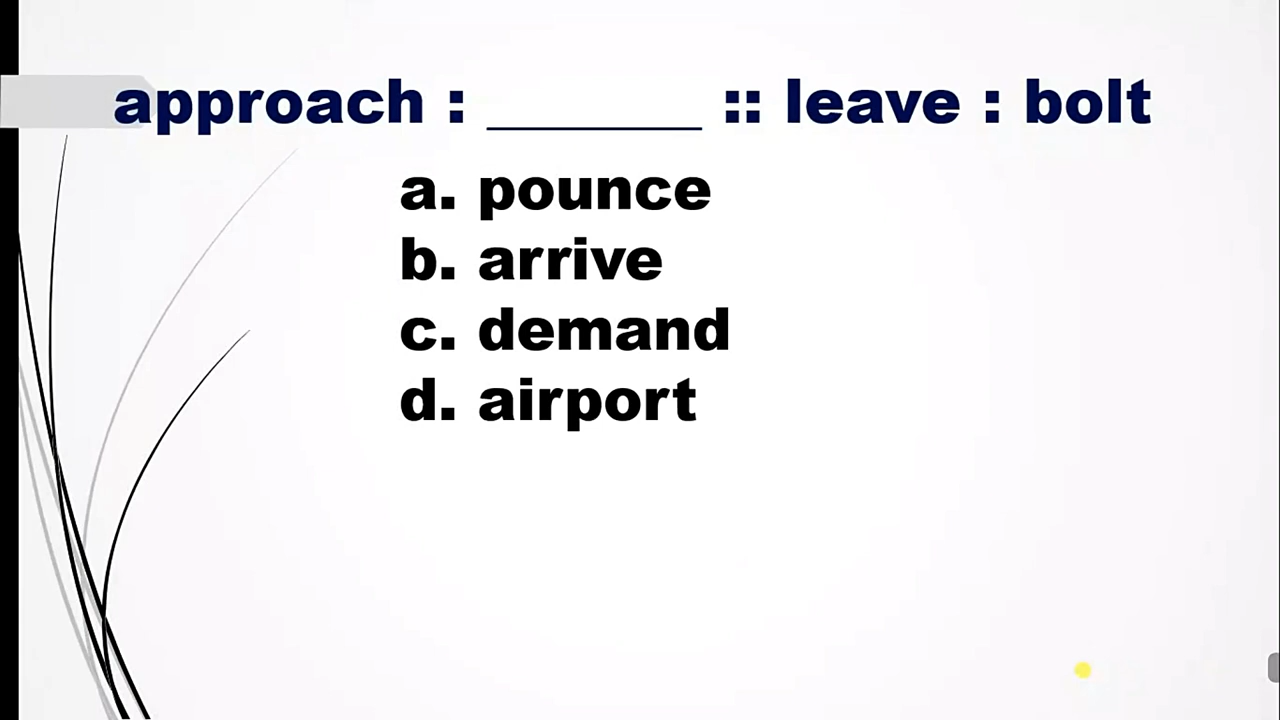 approach : _______ :: leave : bolt
a. pounce
b. arrive
c. demand
d. airport